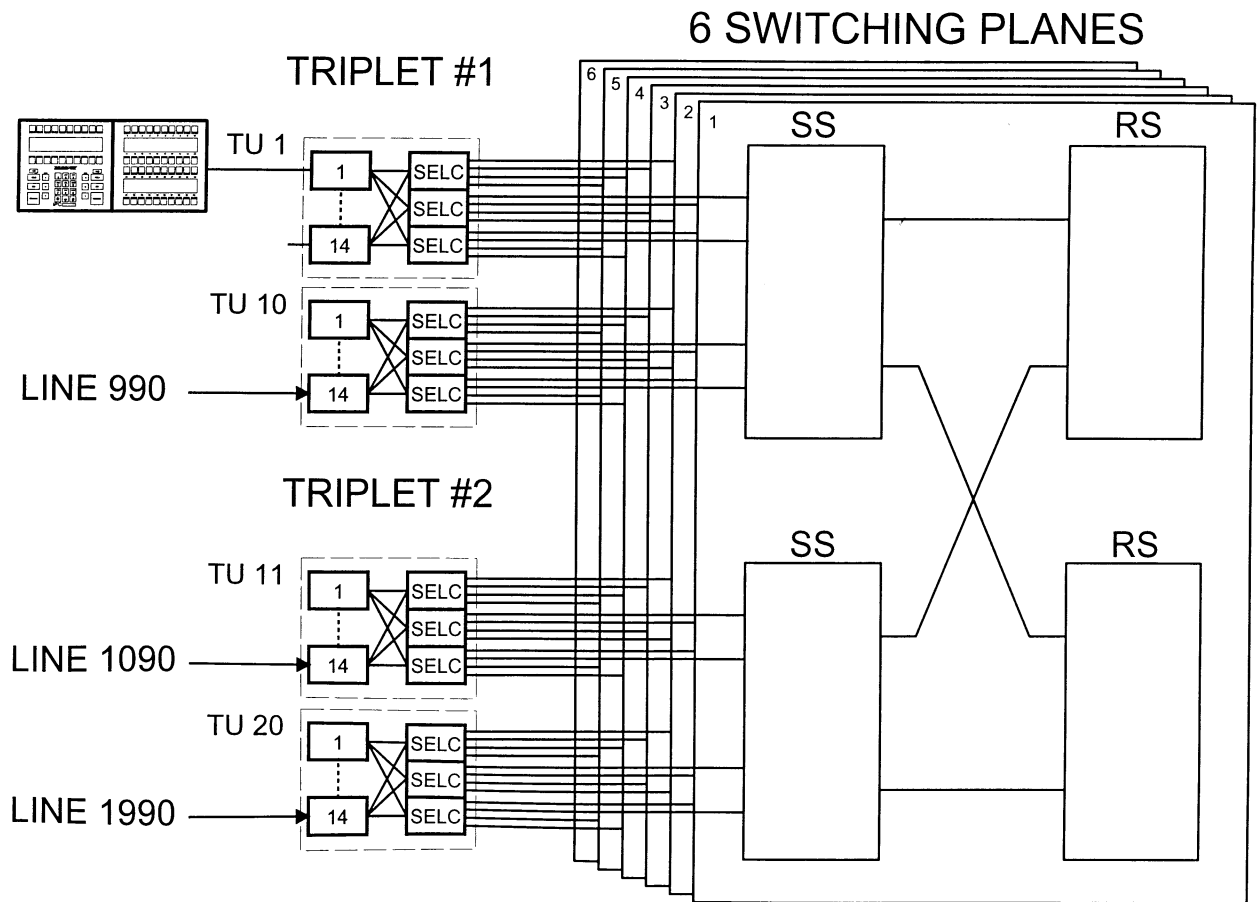 6 SWITCHING PLANES
TRIPLET #1
6
5
4
3
2
1
SS
RS
TU 1
1
SELC
SELC
14
SELC
TU 10
1
SELC
SELC
LINE 990
14
SELC
TRIPLET #2
SS
RS
TU 11
1
SELC
SELC
LINE 1090
14
SELC
TU 20
1
SELC
SELC
LINE 1990
14
SELC